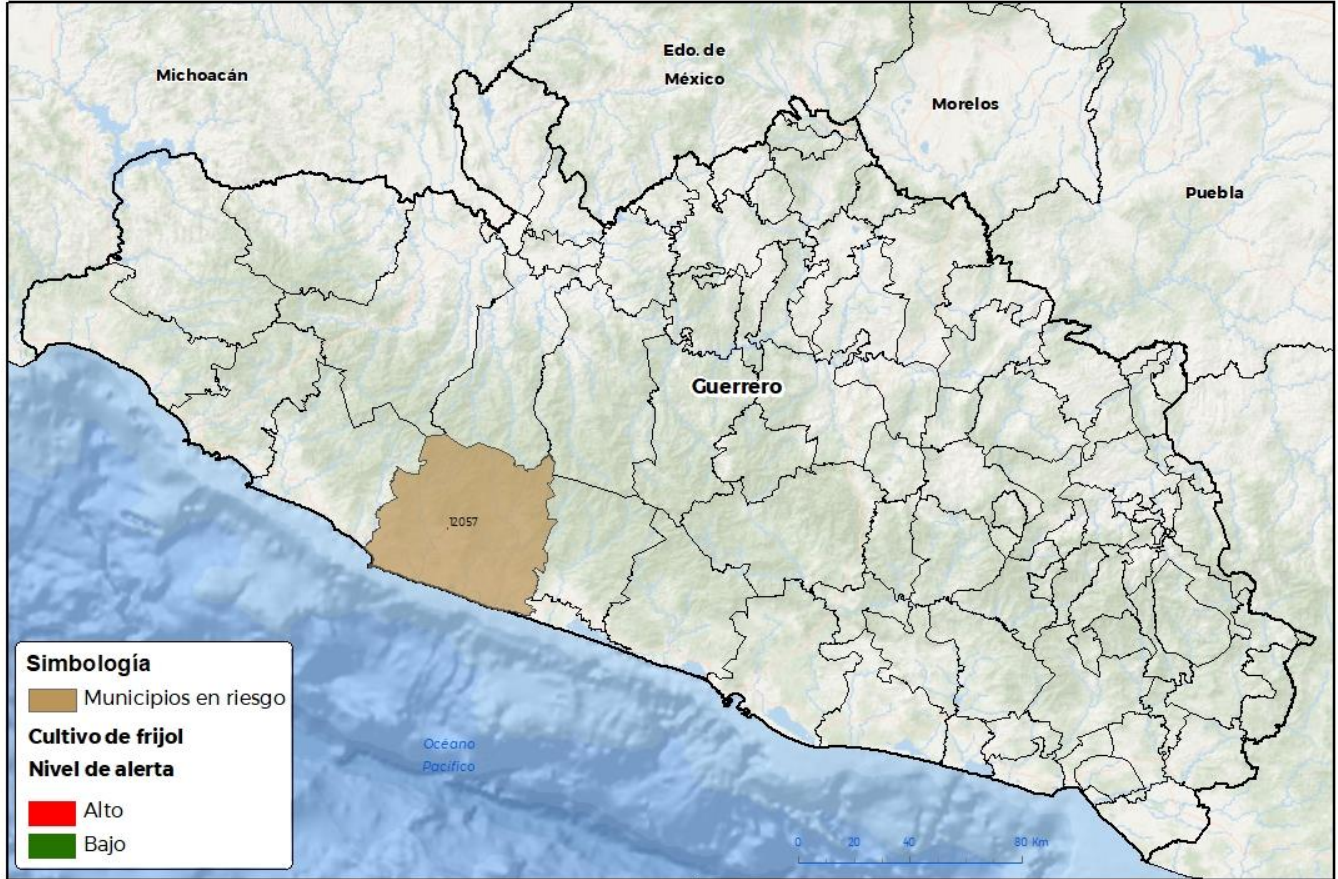 Michoacán
Edo. de
México
Morelos
Puebla
Guerrero
12057
Simbología
Municipios en riesgo
Cultivo de frijol
Nivel de alerta
Alto
Bajo
Océano
Pacífico
0 20 40 80 Km